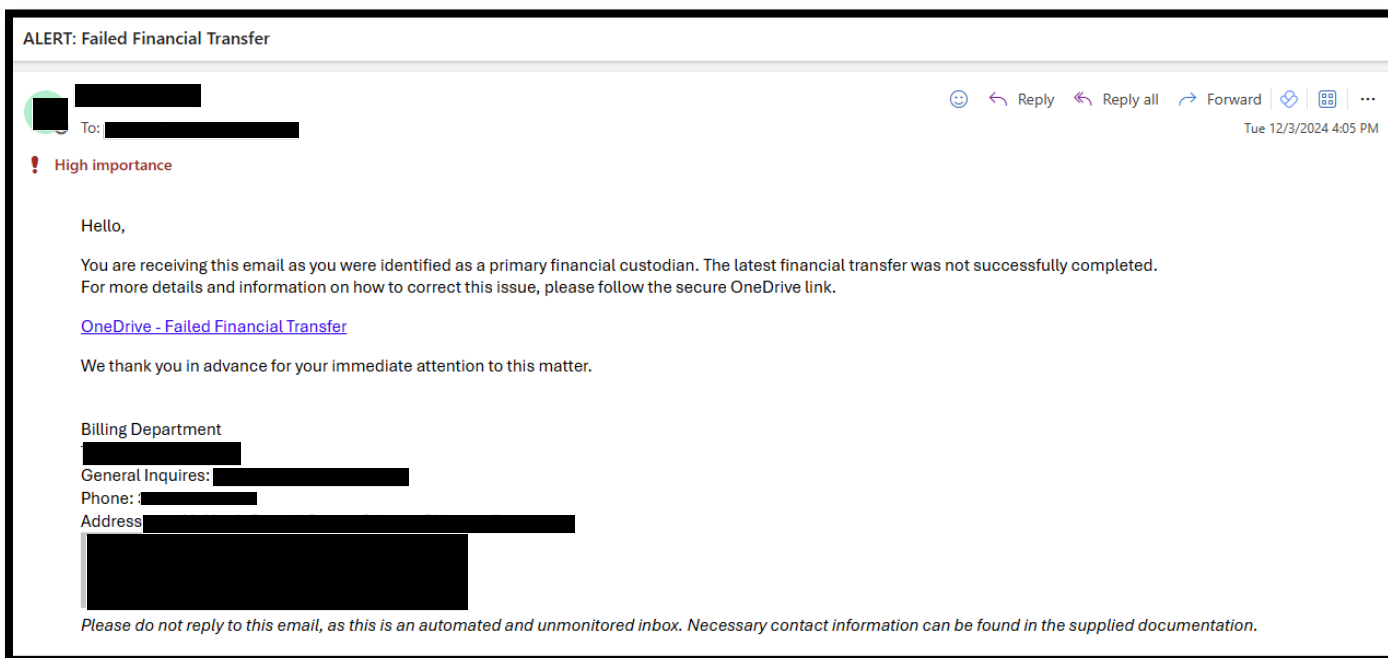 ALERT: Failed Financial Transfer
Reply Reply all Forward
To:
Tue 12/3/2024 4:05 PM
High importance
Hello,
You are receiving this email as you were identified as a primary financial custodian. The latest financial transfer was not successfully completed.
For more details and information on how to correct this issue, please follow the secure OneDrive link.
OneDrive - Failed Financial Transfer
We thank you in advance for your immediate attention to this matter.
Billing Department
General Inquires:
Phone:
Address
Please do not reply to this email, as this is an automated and unmonitored inbox. Necessary contact information can be found in the supplied documentation.